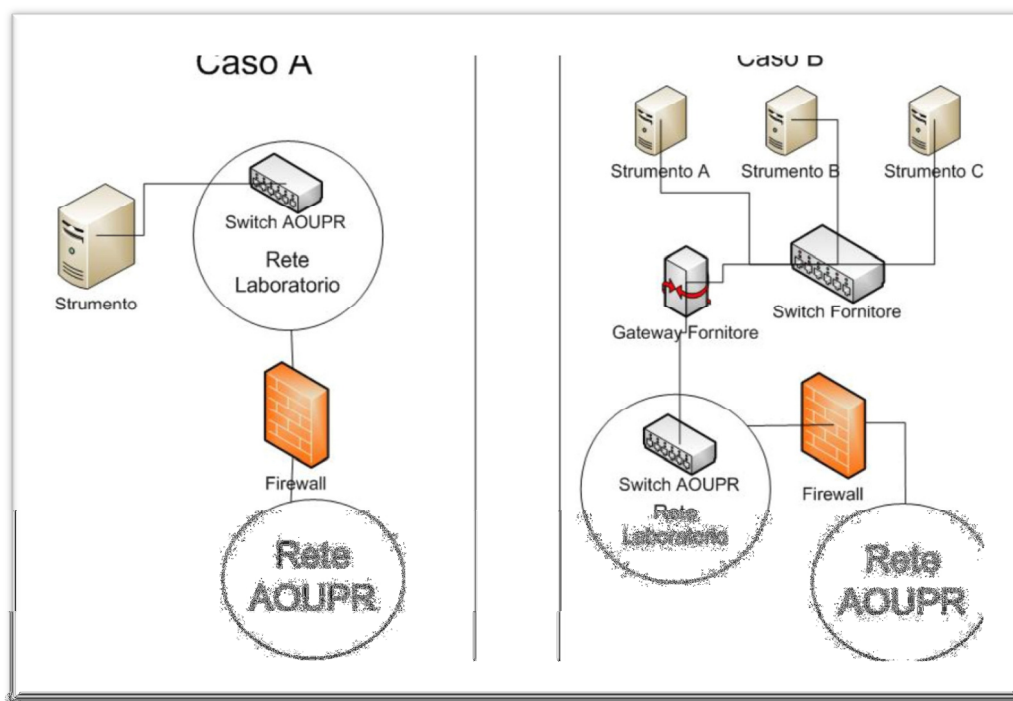 Caso A
Switch AOUPR
Rete
Laboratorio
Strumento
Firewall
Rete
AOUPR
Caso B
Strumento A
Strumento B
Strumento C
Switch Fornitore
Gateway Fornitore
Switch AOUPR
Rete
Laboratorio
Firewall
Rete
AOUPR